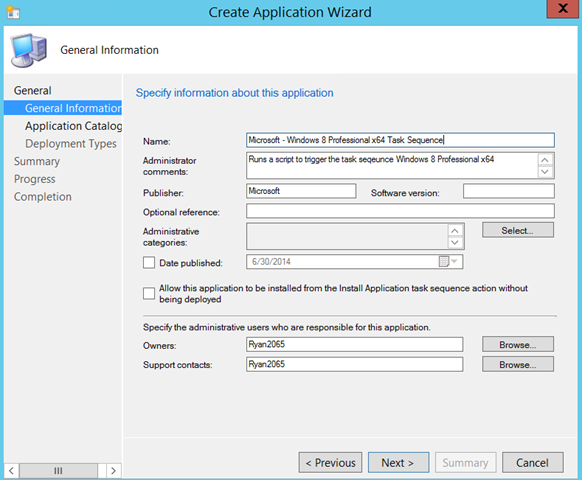 Create Application Wizard
X
General Information
General
General Information
Application Catalog
Deployment Types
Summary
Progress
Completion
Specify information about this application
Name:
Microsoft - Windows 8 Professional x64 Task Sequence
Administrator
comments:
Runs a script to trigger the task seqeunce Windows 8 Professional x64
Publisher:
Microsoft
Software version:
Optional reference:
Administrative
categories:
Select...
Date published:
6/30/2014
Allow this application to be installed from the Install Application task sequence action without
being deployed
Specify the administrative users who are responsible for this application.
Owners:
Ryan2065
Browse...
Support contacts:
Ryan2065
Browse...
< Previous
Next >
Summary
Cancel